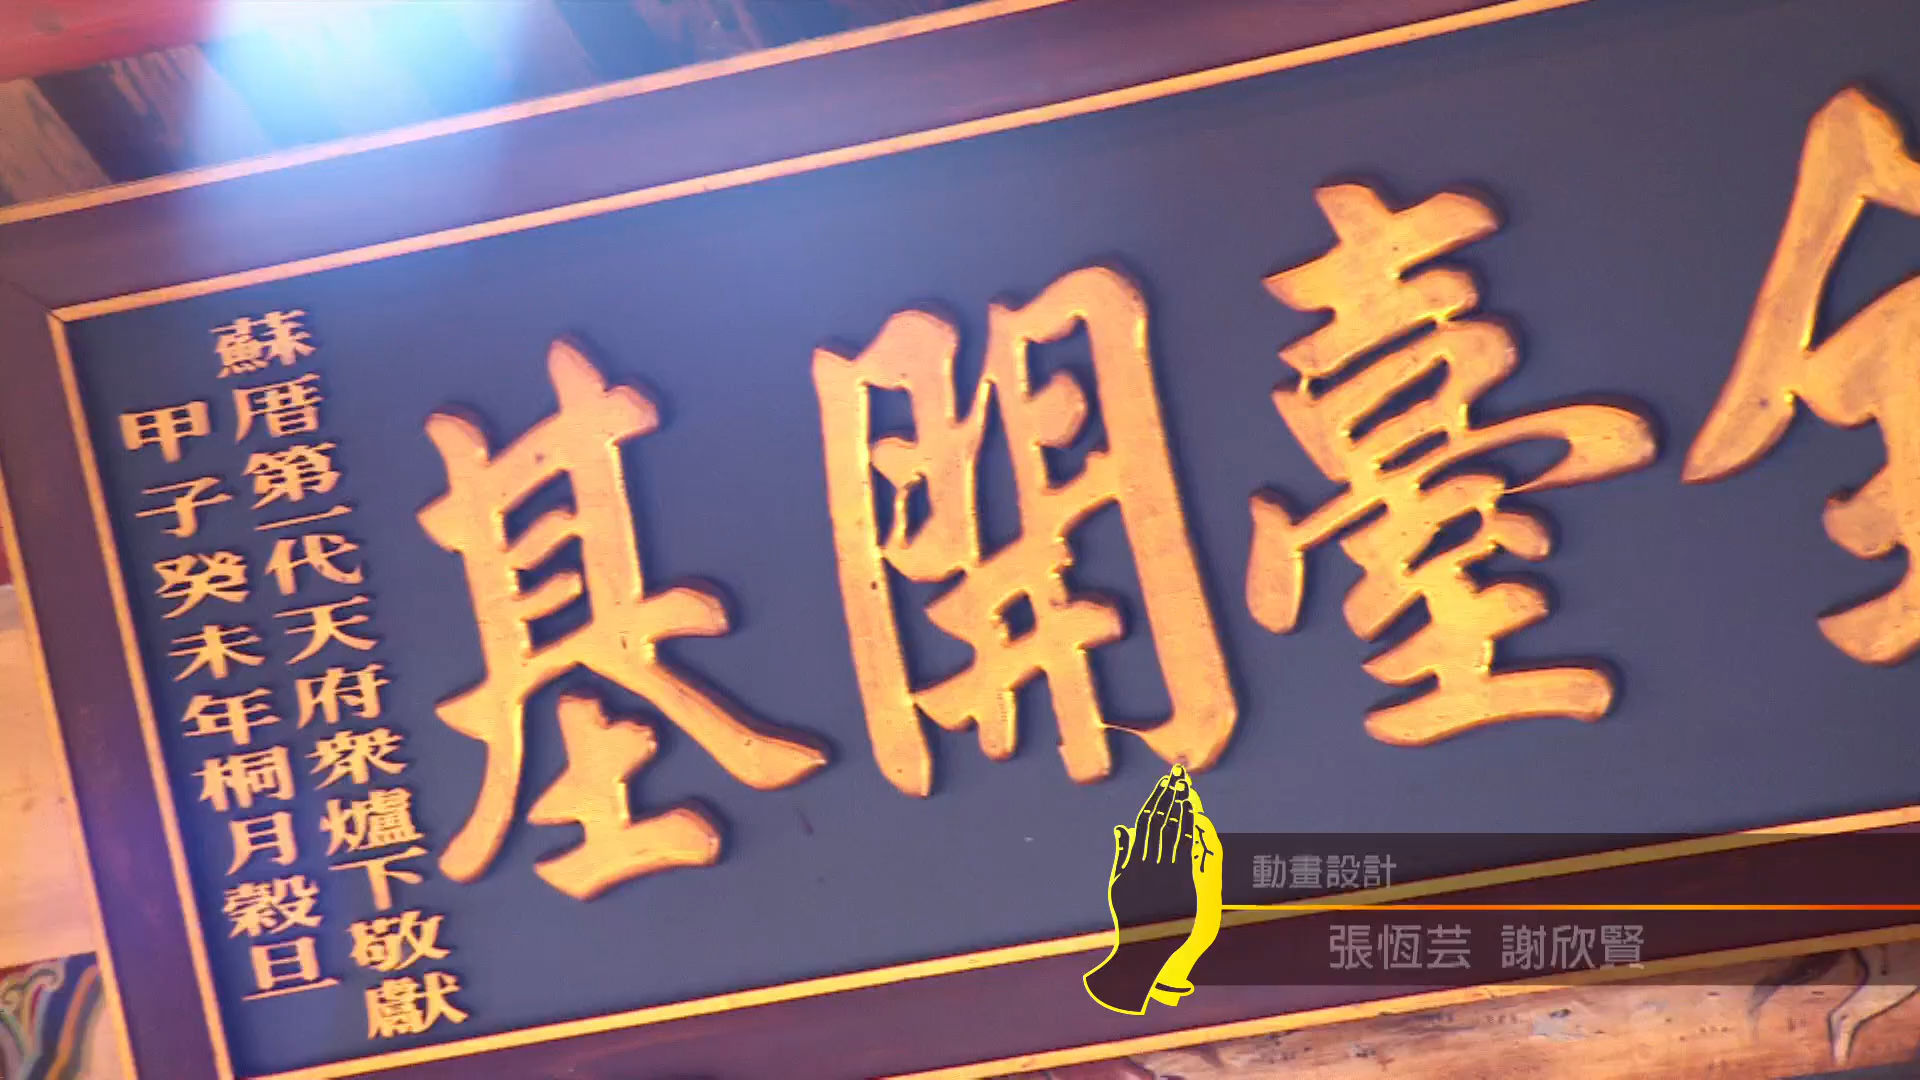 全臺開基
蘇厝第一代天府衆爐下敬獻
甲子癸未年桐月穀旦
動畫設計
張恆芸 謝欣賢